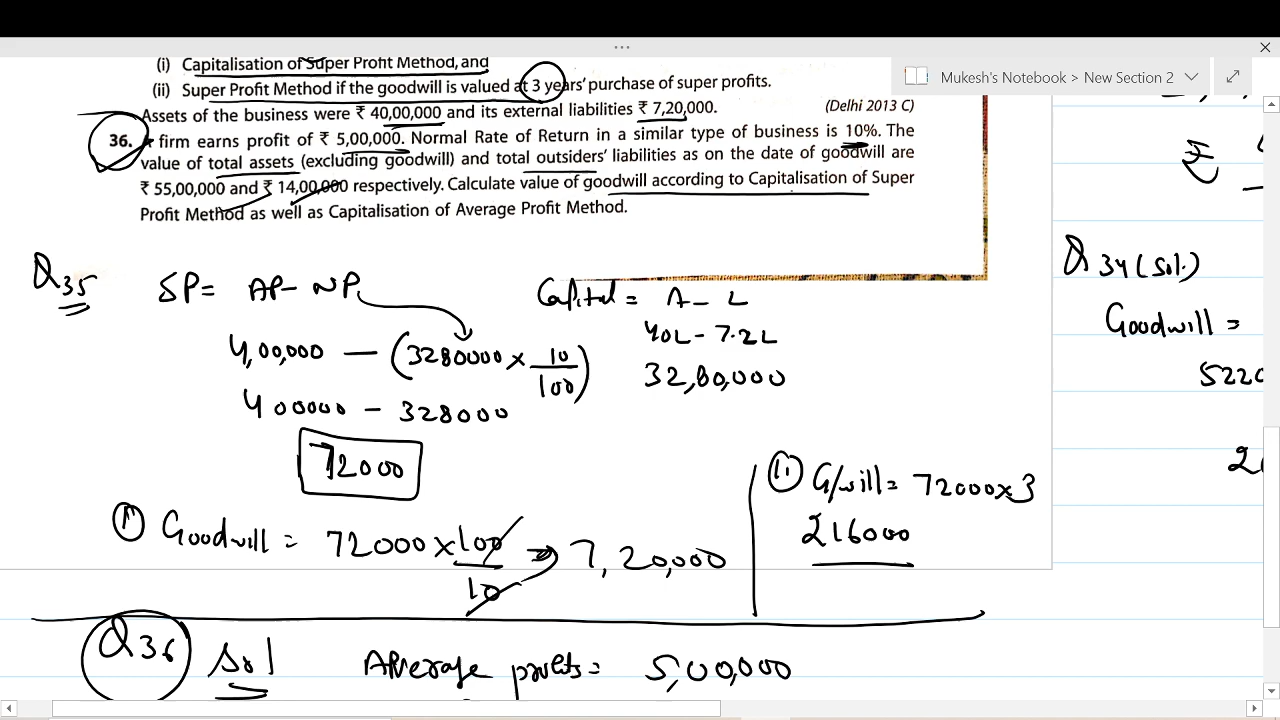 (i) Capitalisation of Super Profit Method, and
(ii) Super Profit Method if the goodwill is valued at 3 years' purchase of super profits.
Mukesh's Notebook > New Section 2
Assets of the business were ₹ 40,00,000 and its external liabilities ₹ 7,20,000. (Delhi 2013 C)
36. A firm earns profit of ₹ 5,00,000. Normal Rate of Return in a similar type of business is 10%. The
value of total assets (excluding goodwill) and total outsiders' liabilities as on the date of goodwill are
₹ 55,00,000 and ₹ 14,00,000 respectively. Calculate value of goodwill according to Capitalisation of Super
Profit Method as well as Capitalisation of Average Profit Method.
Q35
SP = AP - NP
4,00,000 — (3280000 × 10/100)
400000 - 328000
72000
Capital = A - L
40L - 7.2L
32,80,000
(i) Goodwill = 72000 × 100/10 => 7,20,000
(ii) G/will = 72000 × 3
216000
Q36 Sol Average profits = 5,00,000
₹
Q 34 (Sol.)
Goodwill =
522